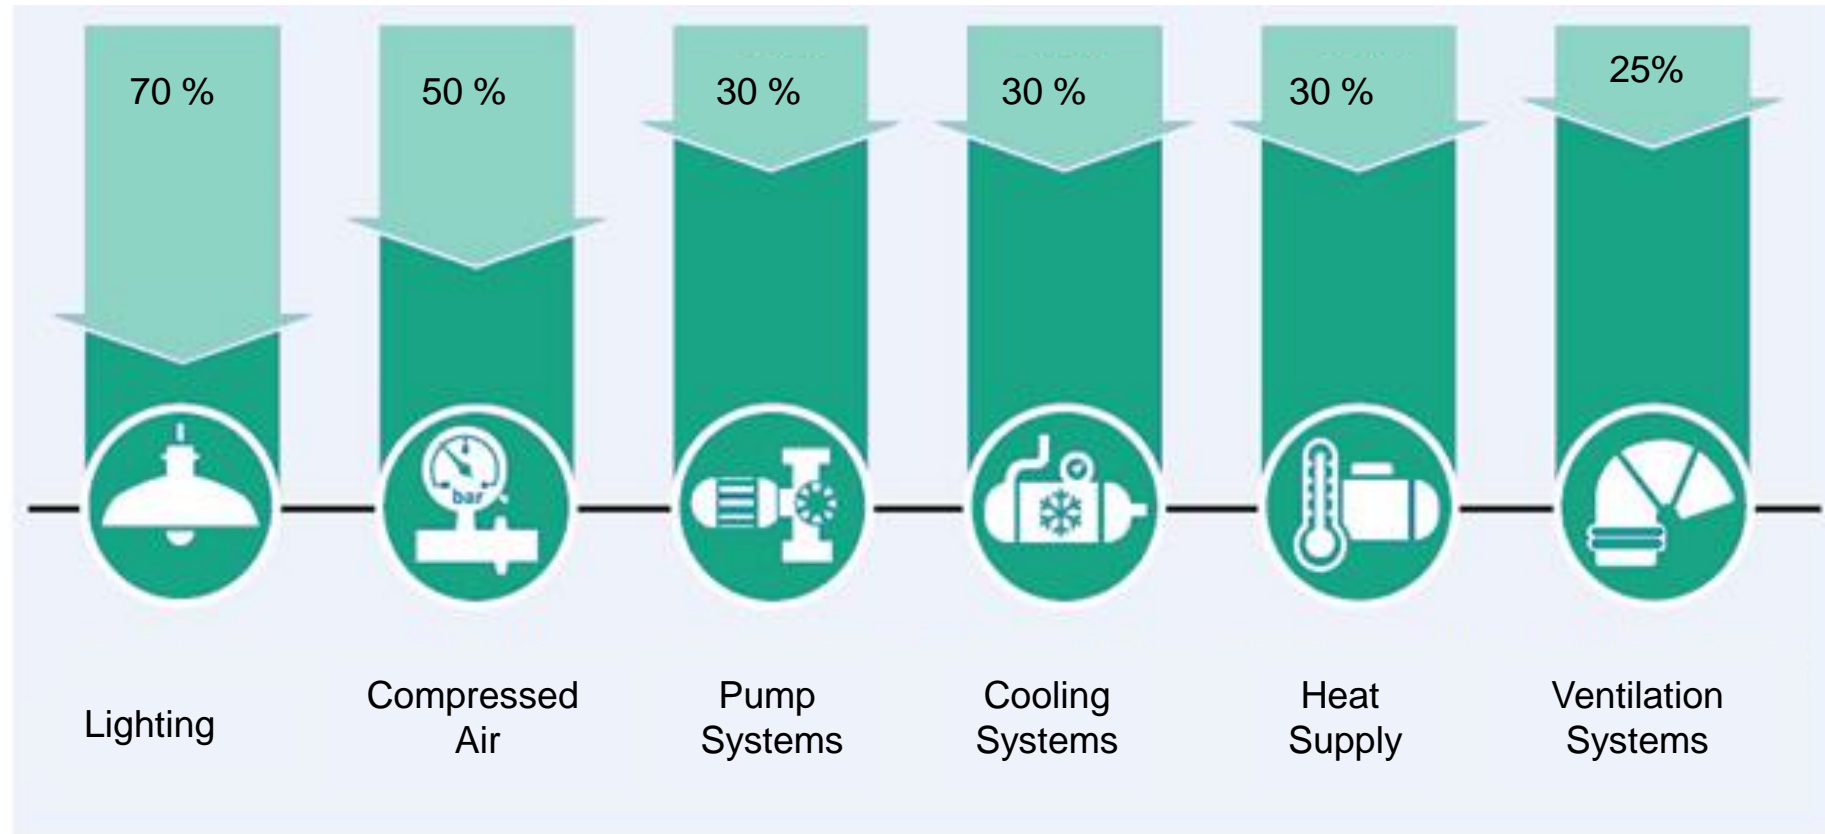 70 %
50 %
30 %
30 %
30 %
25%
bar
Lighting
Compressed
Air
Pump
Systems
Cooling
Systems
Heat
Supply
Ventilation
Systems